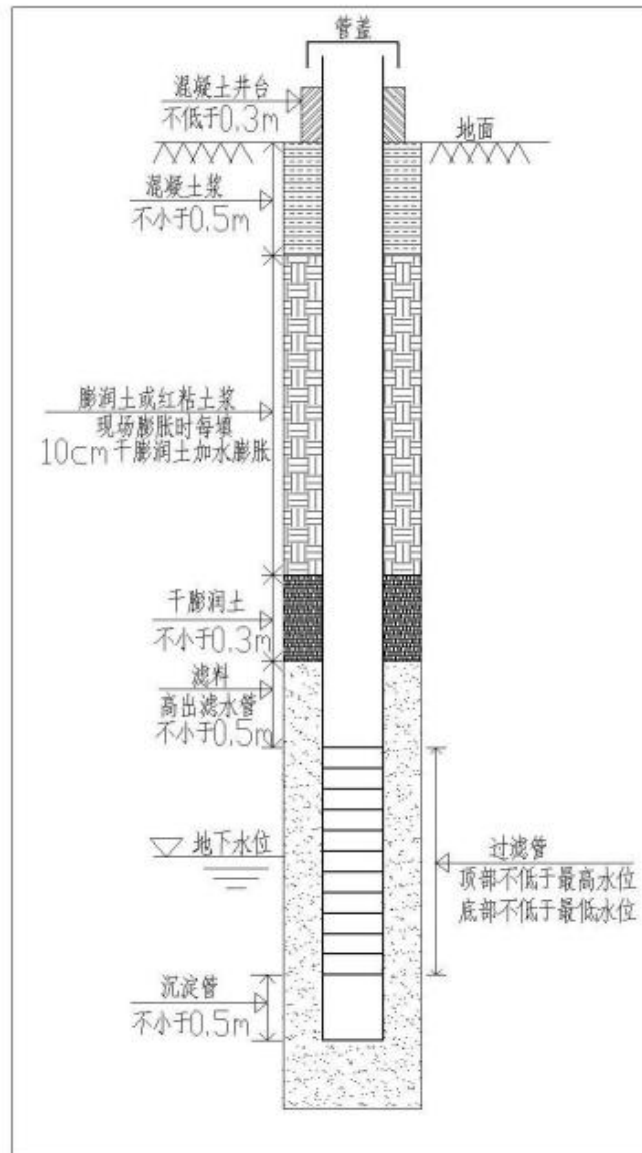 管盖
混凝土井台
不低于0.3m
地面
混凝土浆
不小于0.5m
膨润土或红粘土浆
现场膨胀时每填
10cm干膨润土加水膨胀
干膨润土
不小于0.3m
滤料
高出滤水管
不小于0.5m
地下水位
过滤管
顶部不低于最高水位
底部不低于最低水位
沉淀管
不小于0.5m